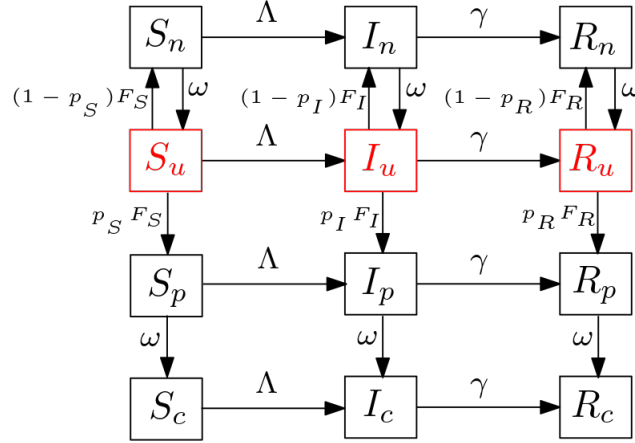 S_n Λ I_n γ R_n
(1 - p_S)F_S ω (1 - p_I)F_I ω (1 - p_R)F_R ω
S_u Λ I_u γ R_u
p_S F_S p_I F_I p_R F_R
S_p Λ I_p γ R_p
ω ω ω
S_c Λ I_c γ R_c